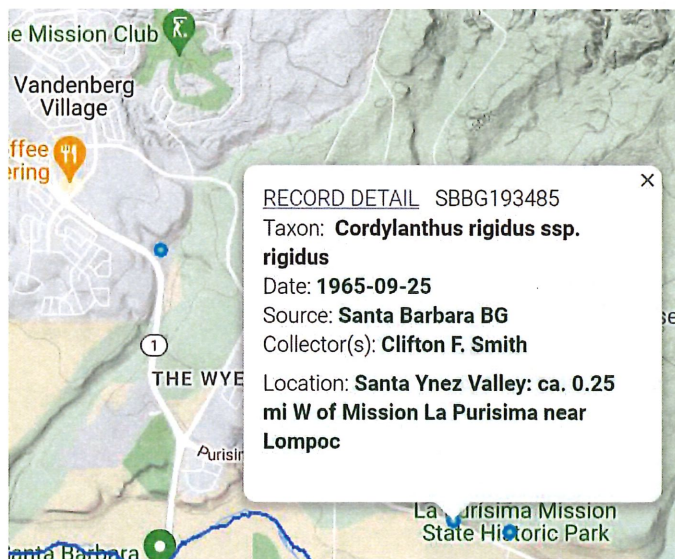 e Mission Club
Vandenberg
Village
ffee
ering
×
RECORD DETAIL SBBG193485
Taxon: Cordylanthus rigidus ssp.
rigidus
Date: 1965-09-25
Source: Santa Barbara BG
Collector(s): Clifton F. Smith
Location: Santa Ynez Valley: ca. 0.25
mi W of Mission La Purisima near
Lompoc
1
THE WYE
Purisi
La Purisima Mission
State Historic Park
anta Barbara